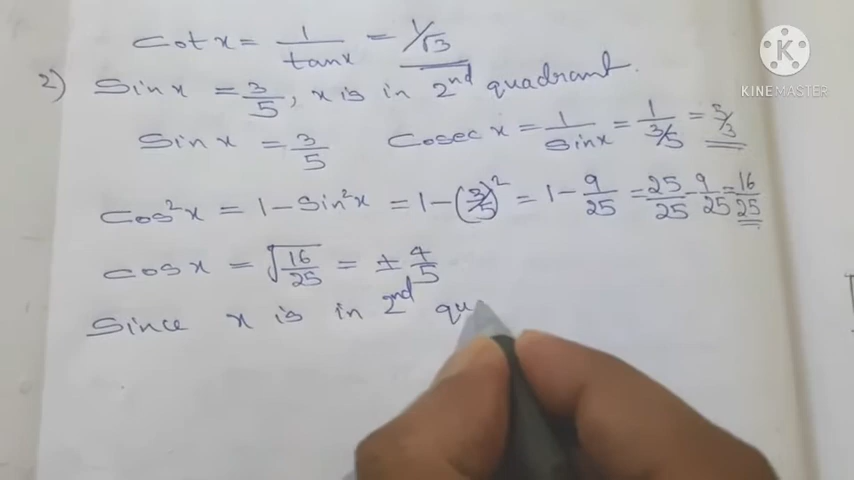 Cot x = 1/tan x = 1/√3
2) Sin x = 3/5, x is in 2nd quadrant.
Sin x = 3/5 Cosec x = 1/Sin x = 1/3/5 = 5/3
Cos²x = 1 - Sin²x = 1 - (3/5)² = 1 - 9/25 = 25/25 - 9/25 = 16/25
Cos x = √16/25 = ± 4/5
Since x is in 2nd qu
K
KINEMASTER